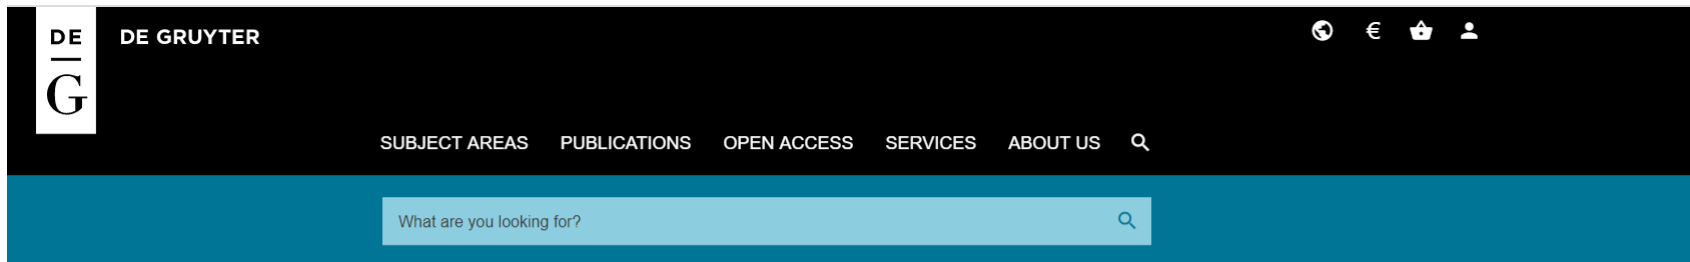 DE
G
DE GRUYTER
€
SUBJECT AREAS PUBLICATIONS OPEN ACCESS SERVICES ABOUT US
What are you looking for?